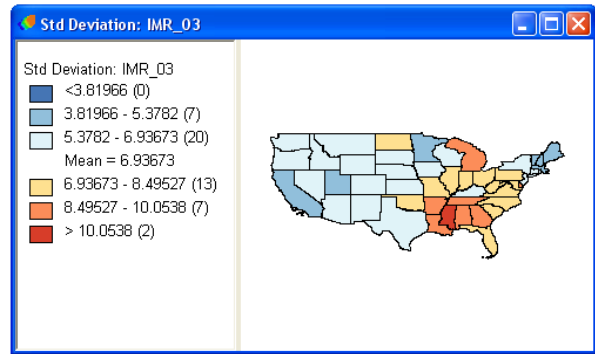 Std Deviation: IMR_03
Std Deviation: IMR_03
<3.81966 (0)
3.81966 - 5.3782 (7)
5.3782 - 6.93673 (20)
Mean = 6.93673
6.93673 - 8.49527 (13)
8.49527 - 10.0538 (7)
> 10.0538 (2)